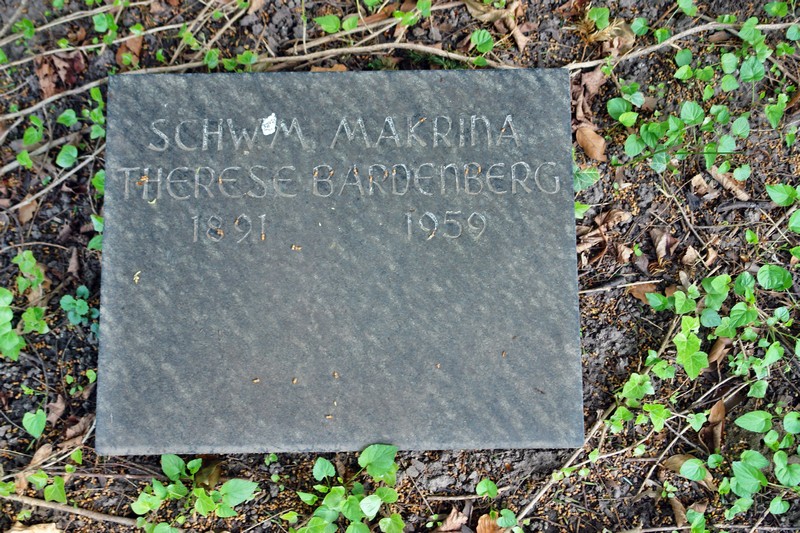 SCHW.M. MAKRINA
THERESE BARDENBERG
1891 1959